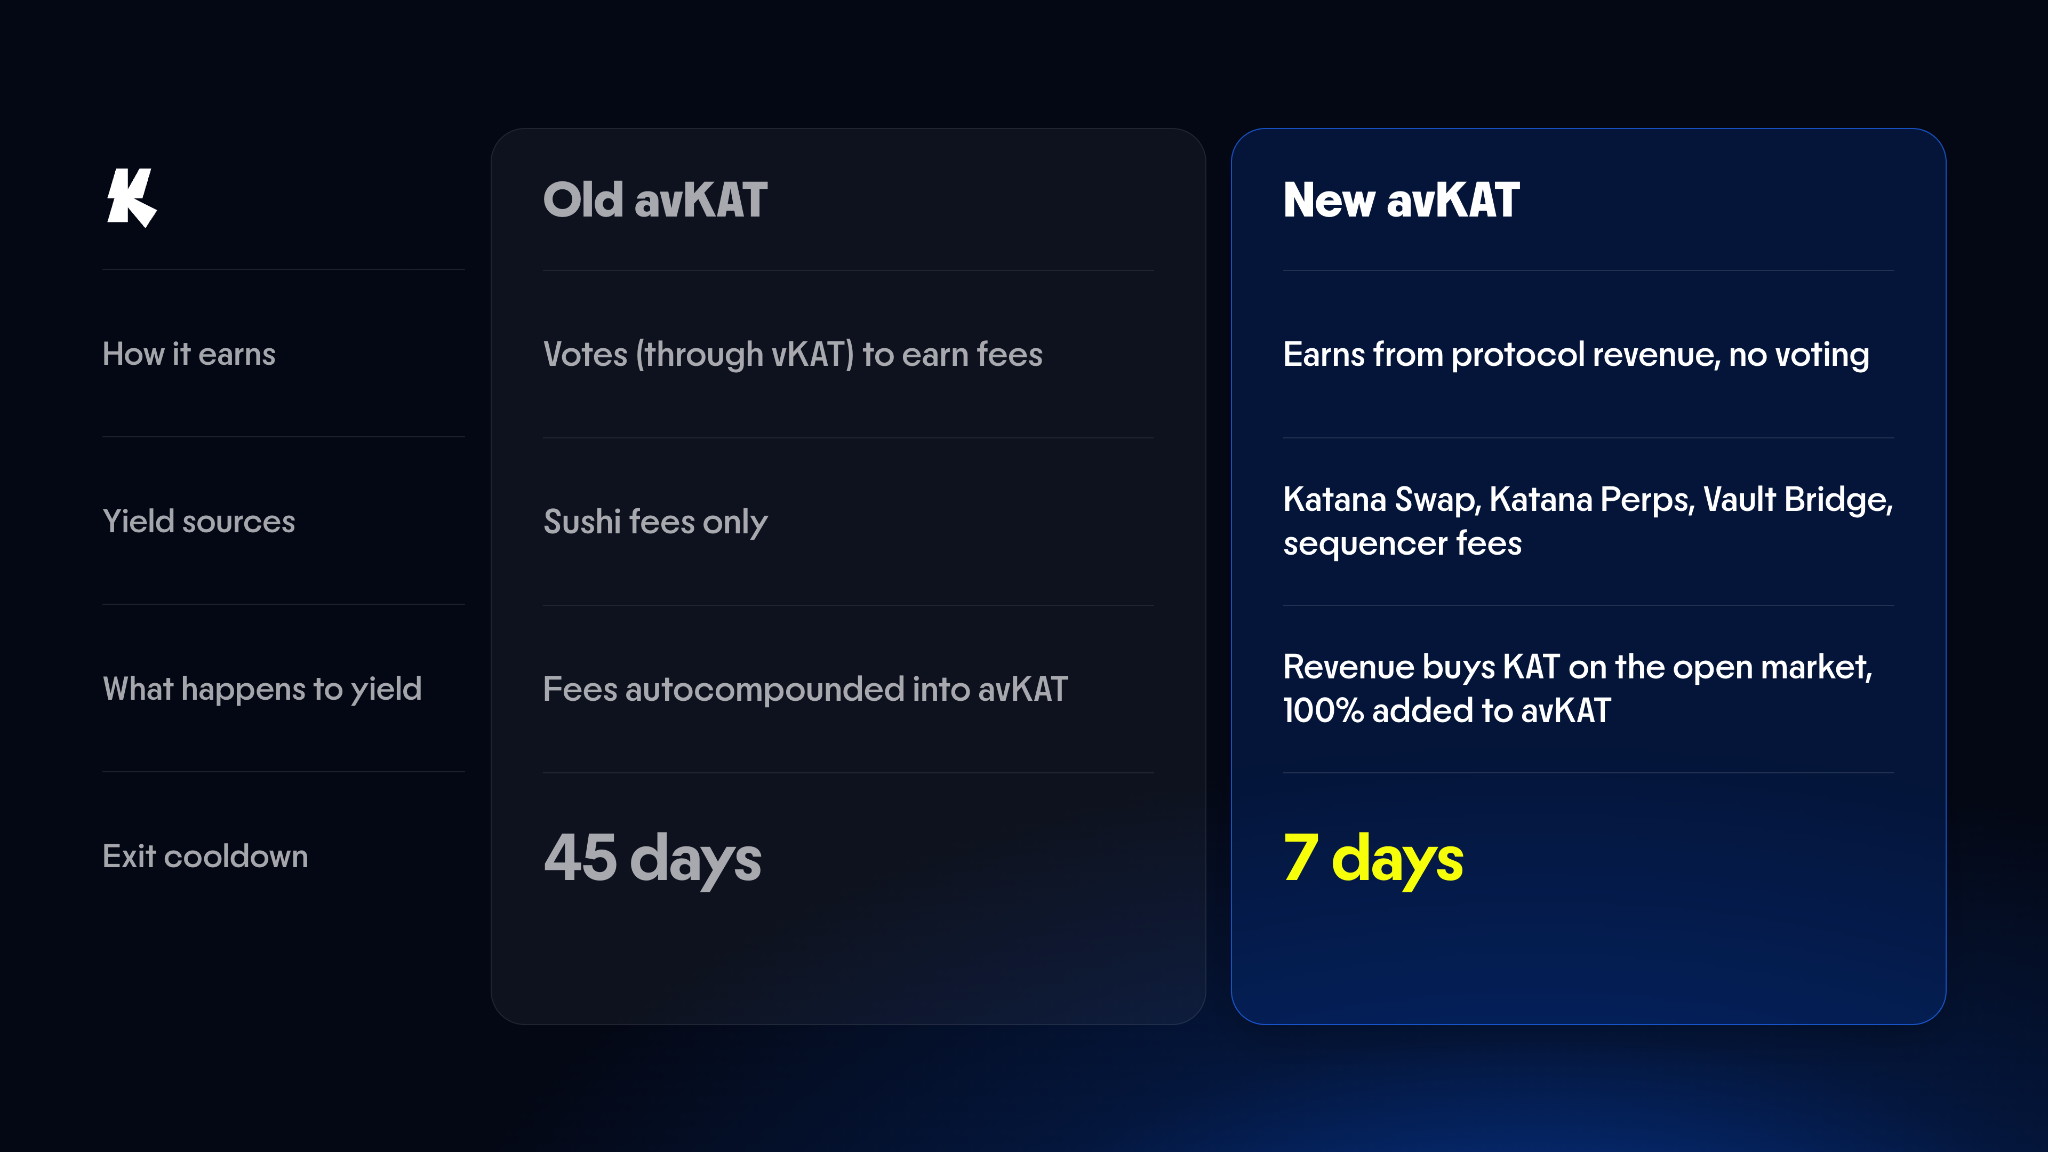 K
Old avKAT
New avKAT
How it earns
Votes (through vKAT) to earn fees
Earns from protocol revenue, no voting
Yield sources
Sushi fees only
Katana Swap, Katana Perps, Vault Bridge,
sequencer fees
What happens to yield
Fees autocompounded into avKAT
Revenue buys KAT on the open market,
100% added to avKAT
Exit cooldown
45 days
7 days